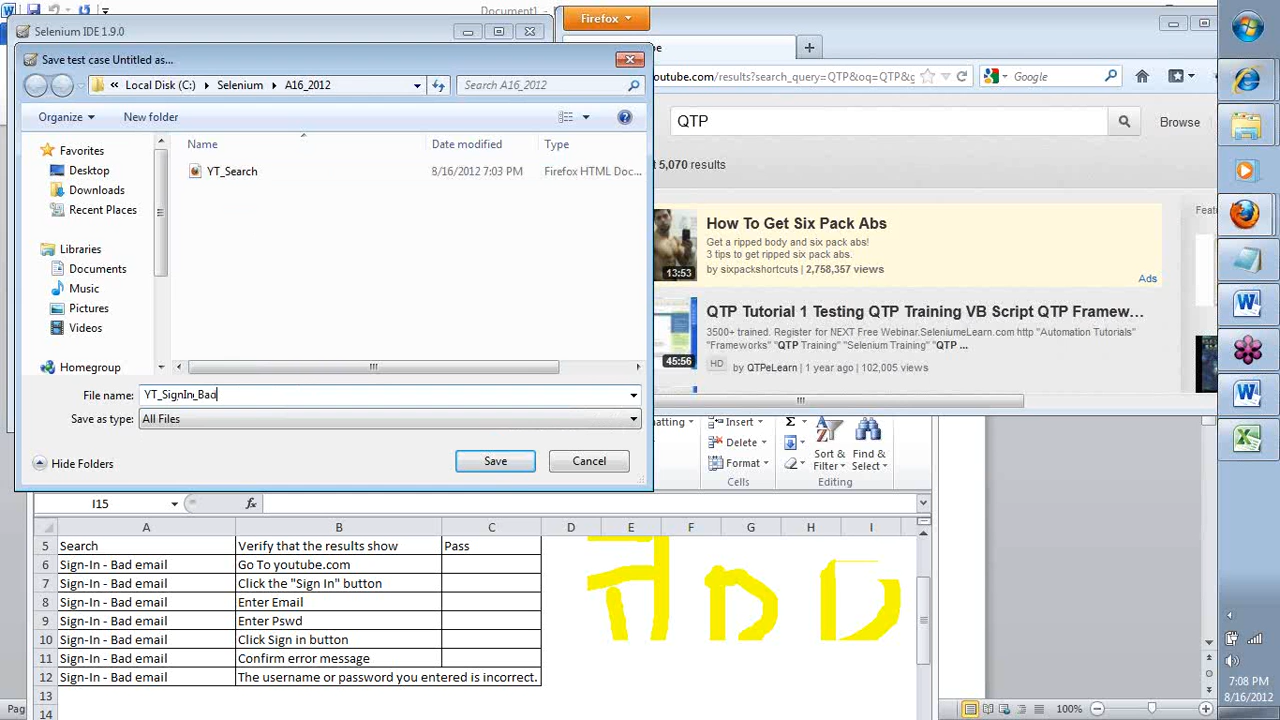 Document1
Selenium IDE 1.9.0
Firefox
Save test case Untitled as...
Local Disk (C:) Selenium A16_2012
Search A16_2012
youtube.com/results?search_query=QTP&oq=QTP&g
Google
Organize New folder
QTP
Browse
Name Date modified Type
Favorites
Desktop
Downloads
Recent Places
Libraries
Documents
Music
Pictures
Videos
Homegroup
YT_Search 8/16/2012 7:03 PM Firefox HTML Doc...
5,070 results
How To Get Six Pack Abs
Get a ripped body and six pack abs!
3 tips to get ripped six pack abs.
by sixpackshortcuts | 2,758,357 views
13:53
Ads
QTP Tutorial 1 Testing QTP Training VB Script QTP Framew...
3500+ trained. Register for NEXT Free Webinar.SeleniumeLearn.com http "Automation Tutorials"
"Frameworks" "QTP Training" "Selenium Training" "QTP ...
HD by QTPeLearn | 1 year ago | 102,005 views
45:56
File name: YT_SignIn_Bad
Save as type: All Files
Hide Folders
Save
Cancel
matting
Insert
Delete
Format
Cells
Sort &
Filter
Find &
Select
Editing
I15 fx
A B C D E F G H I
5 Search Verify that the results show Pass
6 Sign-In - Bad email Go To youtube.com
7 Sign-In - Bad email Click the "Sign In" button
8 Sign-In - Bad email Enter Email
9 Sign-In - Bad email Enter Pswd
10 Sign-In - Bad email Click Sign in button
11 Sign-In - Bad email Confirm error message
12 Sign-In - Bad email The username or password you entered is incorrect.
13
14
Pag
100%
7:08 PM
8/16/2012